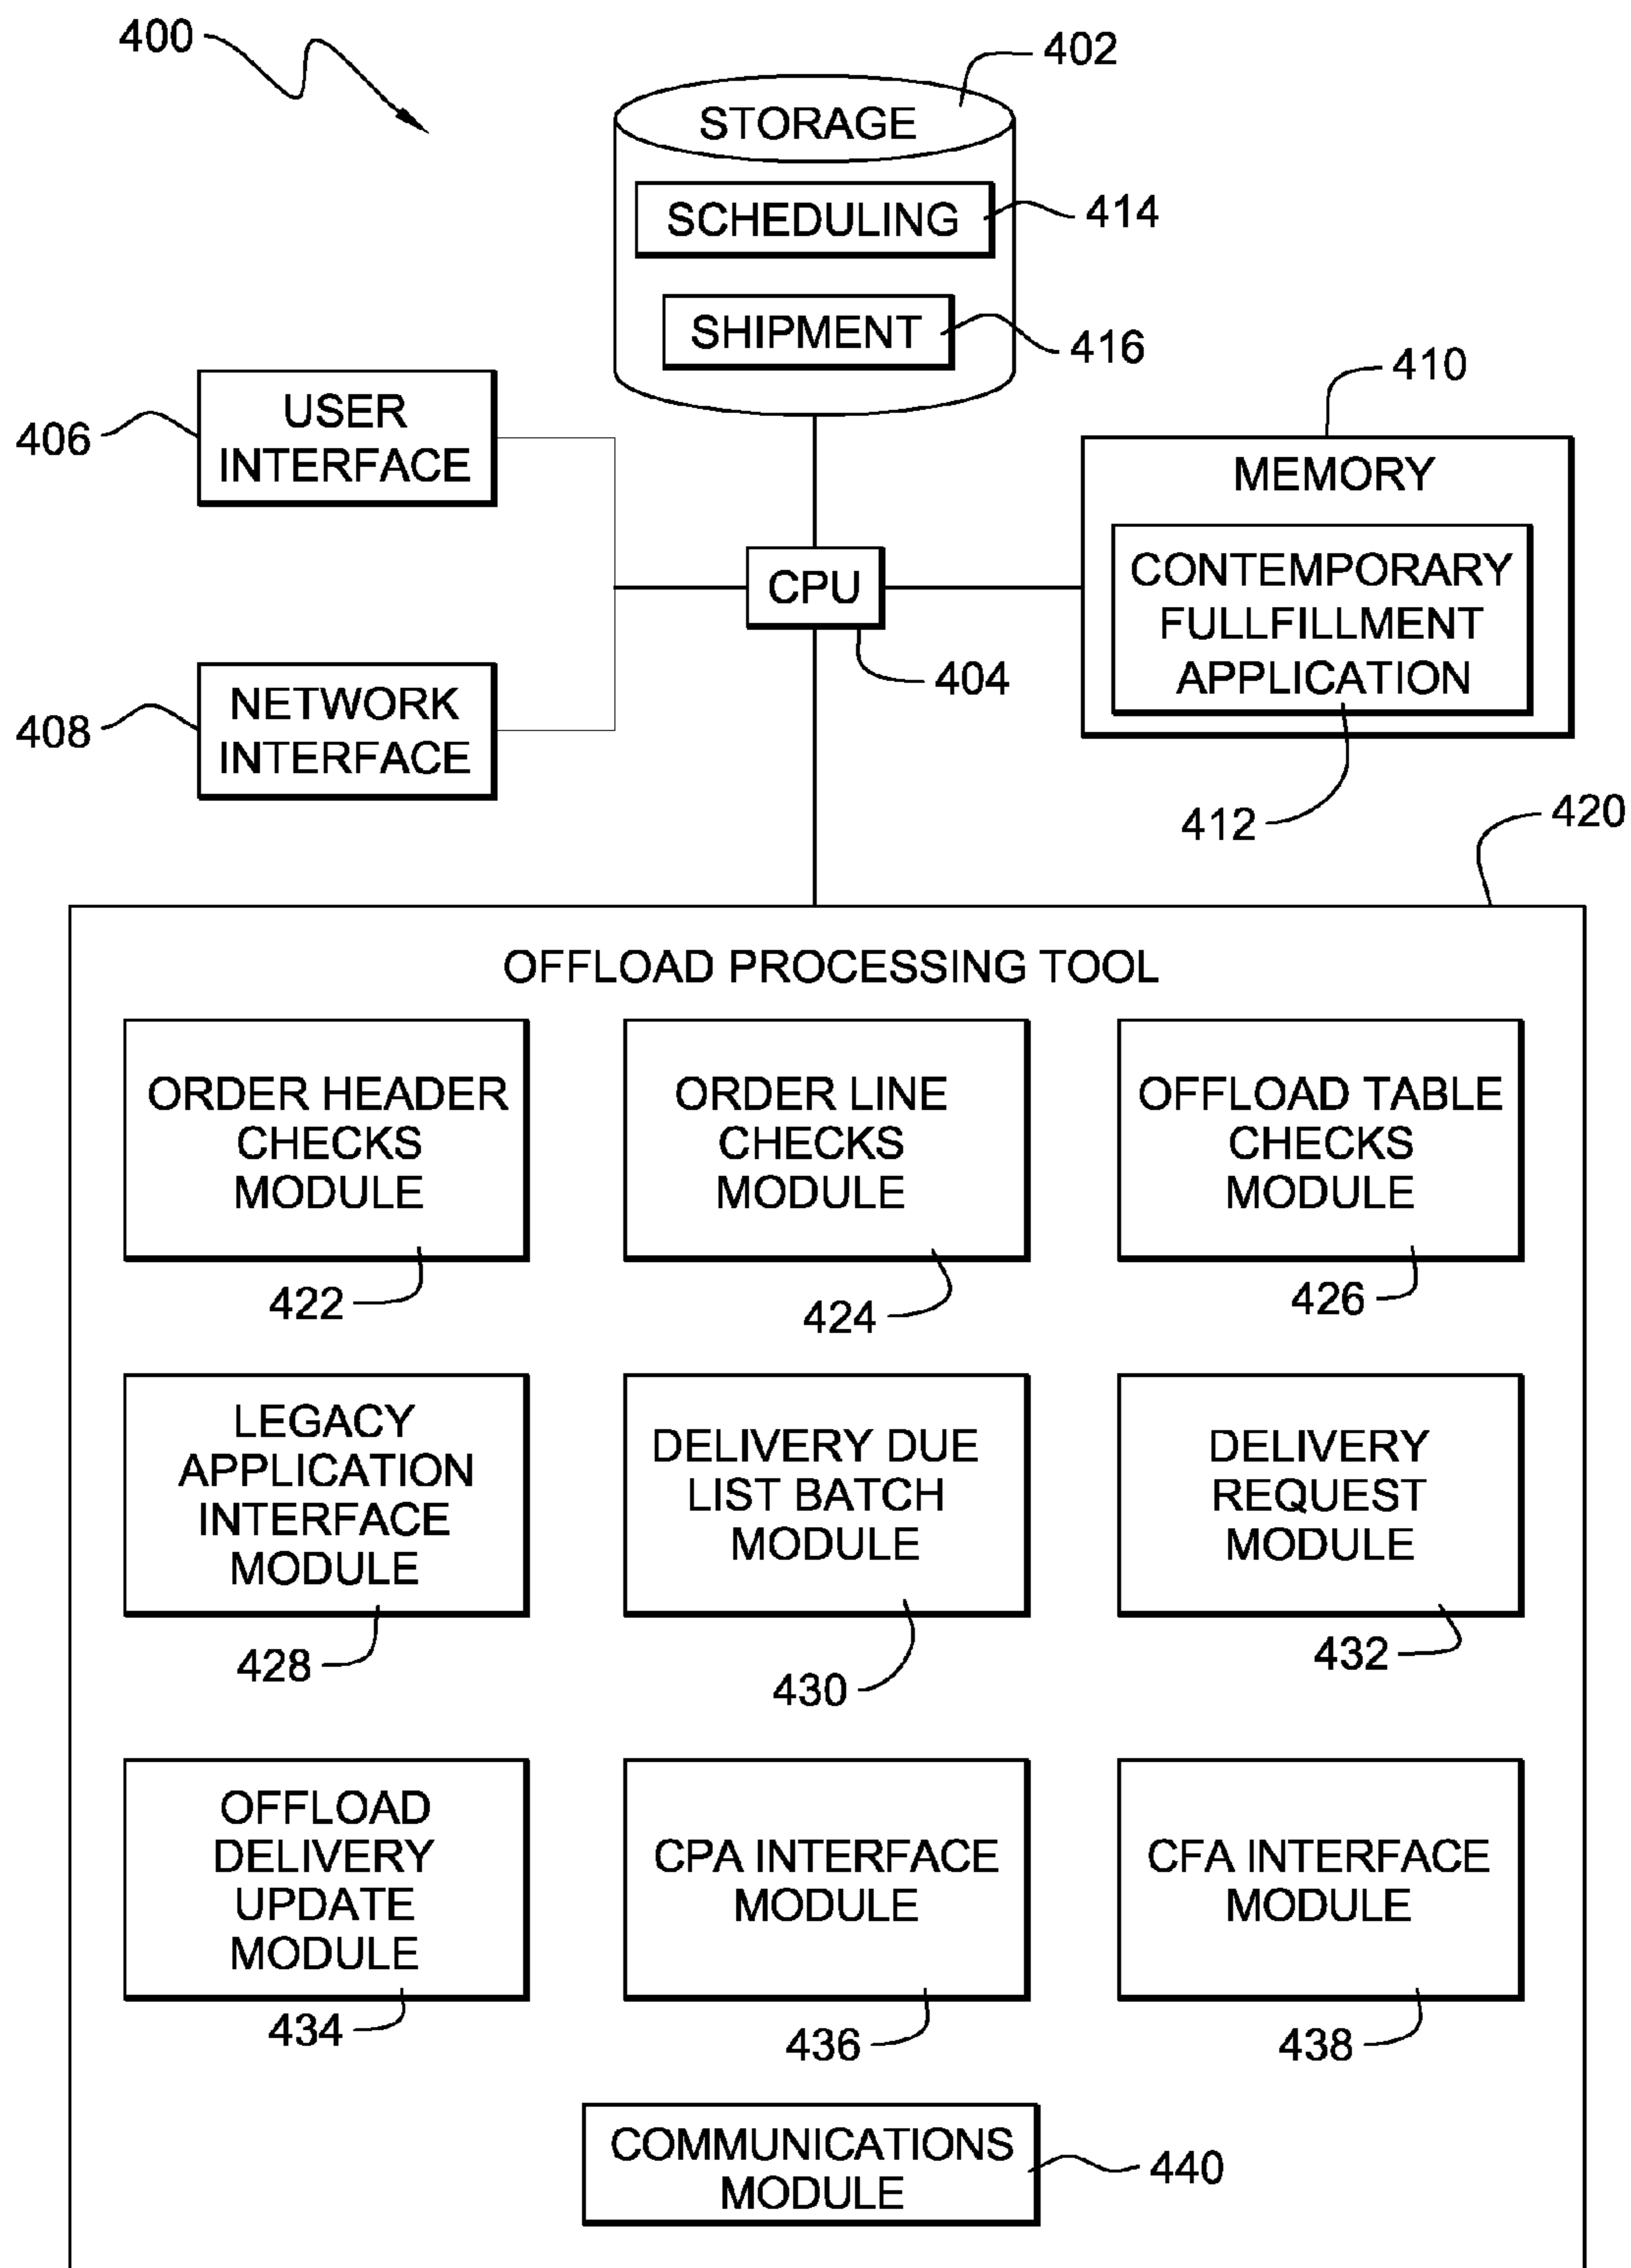 400
402
STORAGE
SCHEDULING
414
SHIPMENT
416
410
USER
INTERFACE
406
MEMORY
CONTEMPORARY
FULLFILLMENT
APPLICATION
CPU
404
NETWORK
INTERFACE
408
412
420
OFFLOAD PROCESSING TOOL
ORDER HEADER
CHECKS
MODULE
422
ORDER LINE
CHECKS
MODULE
424
OFFLOAD TABLE
CHECKS
MODULE
426
LEGACY
APPLICATION
INTERFACE
MODULE
428
DELIVERY DUE
LIST BATCH
MODULE
430
DELIVERY
REQUEST
MODULE
432
OFFLOAD
DELIVERY
UPDATE
MODULE
434
CPA INTERFACE
MODULE
436
CFA INTERFACE
MODULE
438
COMMUNICATIONS
MODULE
440